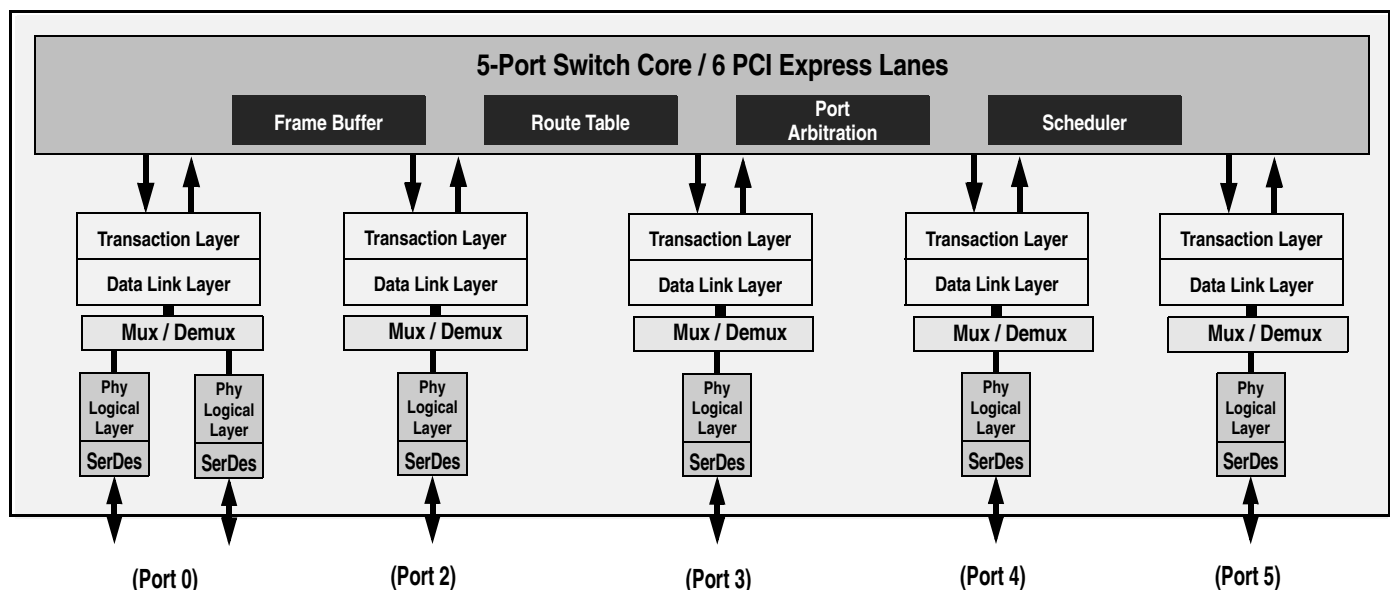 5-Port Switch Core / 6 PCI Express Lanes
Frame Buffer
Route Table
Port
Arbitration
Scheduler
Transaction Layer
Data Link Layer
Mux / Demux
Phy
Logical
Layer
SerDes
Phy
Logical
Layer
SerDes
(Port 0)
Transaction Layer
Data Link Layer
Mux / Demux
Phy
Logical
Layer
SerDes
(Port 2)
Transaction Layer
Data Link Layer
Mux / Demux
Phy
Logical
Layer
SerDes
(Port 3)
Transaction Layer
Data Link Layer
Mux / Demux
Phy
Logical
Layer
SerDes
(Port 4)
Transaction Layer
Data Link Layer
Mux / Demux
Phy
Logical
Layer
SerDes
(Port 5)